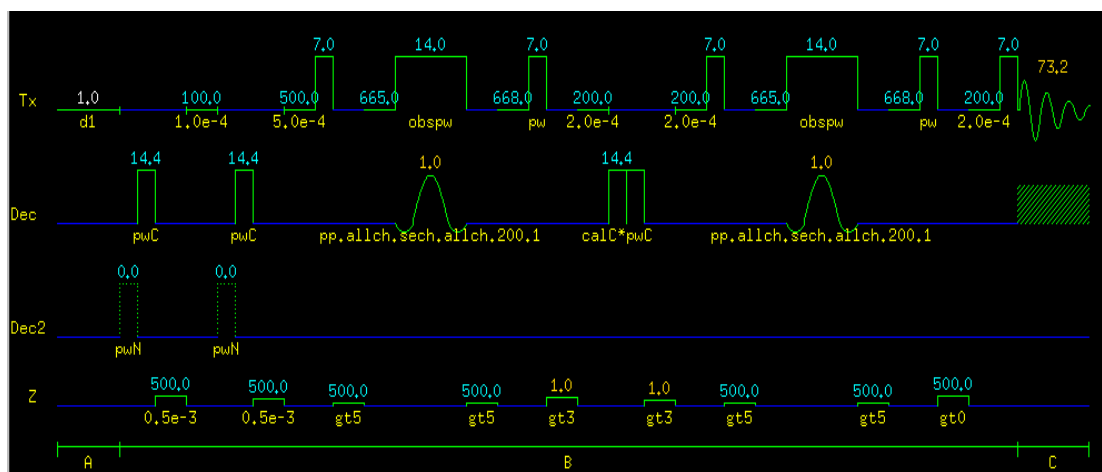 7.0 14.0 7.0 7.0 14.0 7.0 7.0
73.2
Tx 1.0 100.0 500.0 665.0 668.0 200.0 200.0 665.0 668.0 200.0
d1 1.0e-4 5.0e-4 obspw pw 2.0e-4 2.0e-4 obspw pw 2.0e-4
14.4 14.4 1.0 14.4 1.0
Dec
pwC pwC pp.allch.sech.allch.200.1 calC*pwC pp.allch.sech.allch.200.1
0.0 0.0
Dec2
pwN pwN
500.0 500.0 500.0 500.0 1.0 1.0 500.0 500.0 500.0
Z
0.5e-3 0.5e-3 gt5 gt5 gt3 gt3 gt5 gt5 gt0
A B C